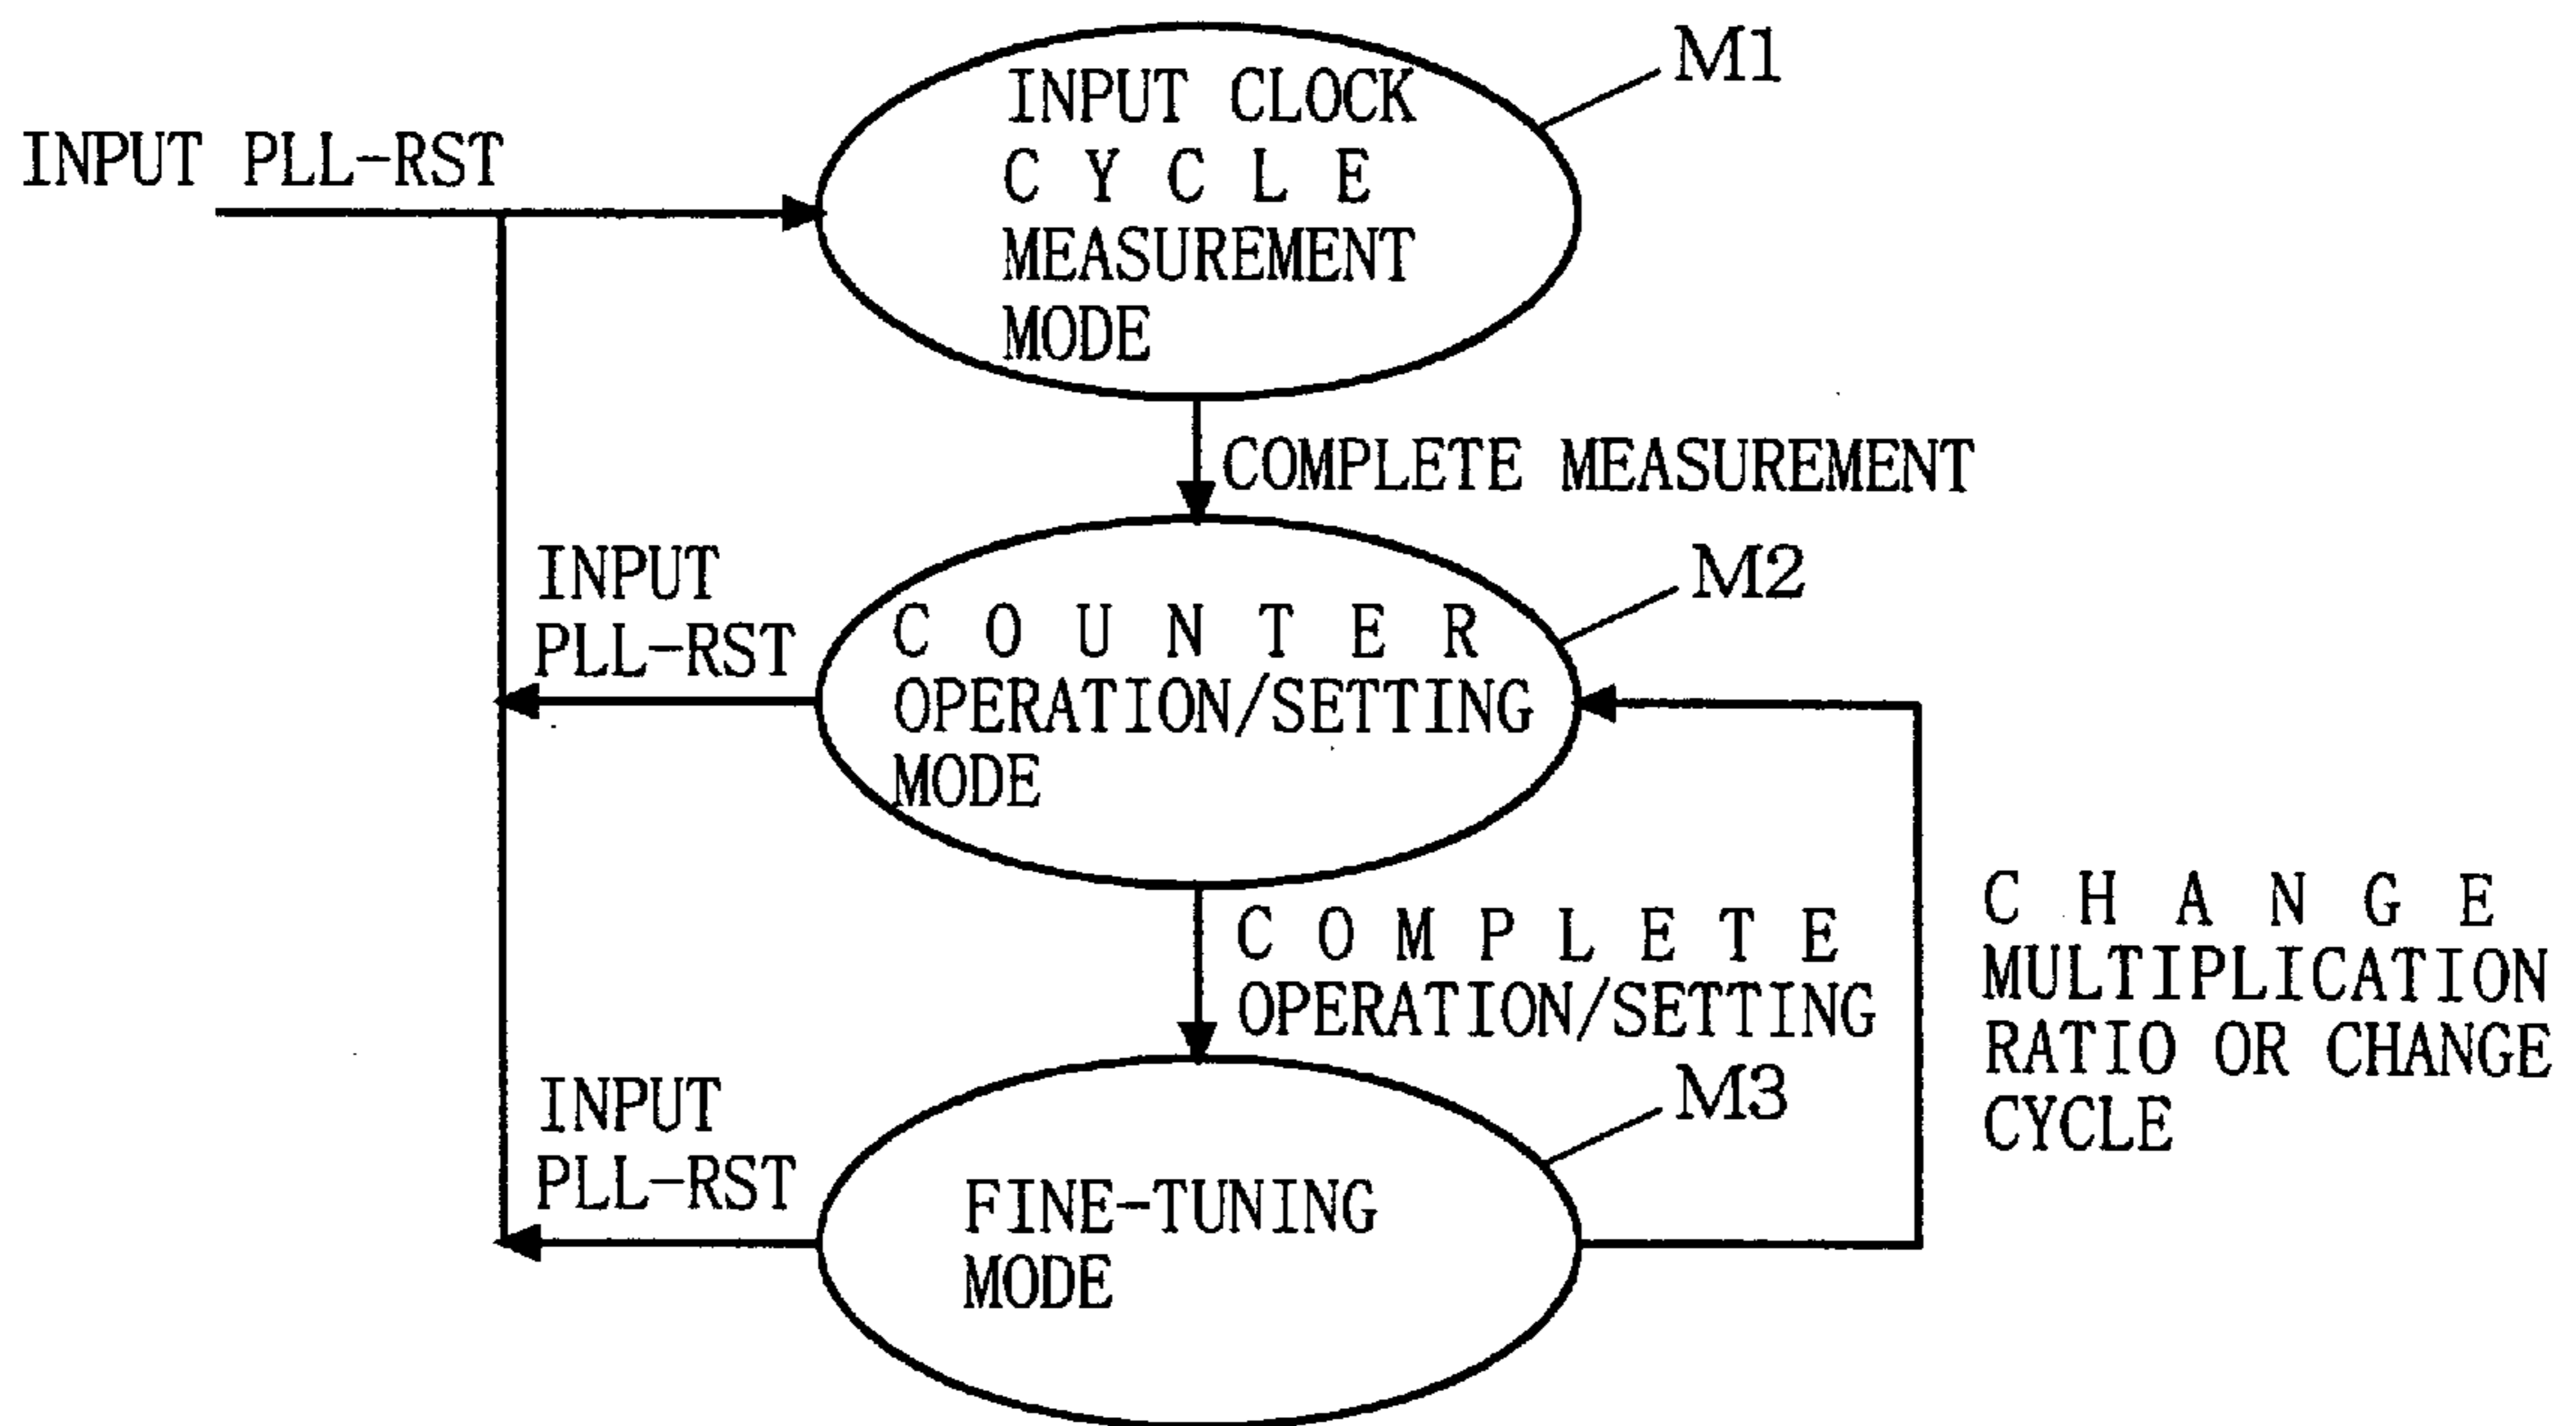 M1
INPUT CLOCK
CYCLE
MEASUREMENT
MODE
INPUT PLL-RST
COMPLETE MEASUREMENT
INPUT
PLL-RST
M2
COUNTER
OPERATION/SETTING
MODE
COMPLETE
OPERATION/SETTING
CHANGE
MULTIPLICATION
RATIO OR CHANGE
CYCLE
INPUT
PLL-RST
M3
FINE-TUNING
MODE